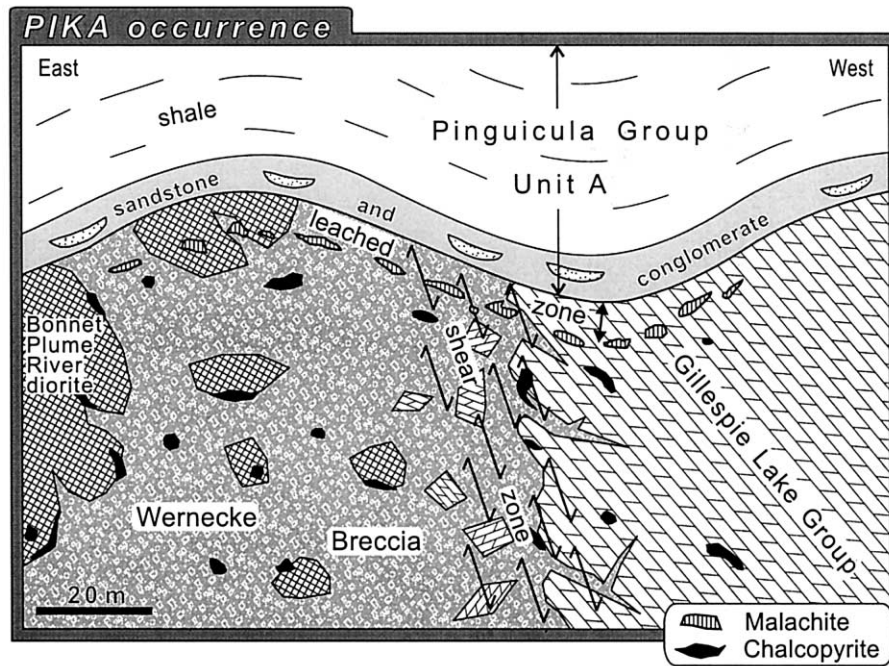 PIKA occurrence
East
West
shale
Pinguicula Group
Unit A
sandstone and conglomerate
leached zone
shear zone
Bonnet
Plume
River
diorite
Gillespie Lake Group
Wernecke Breccia
20 m
Malachite
Chalcopyrite